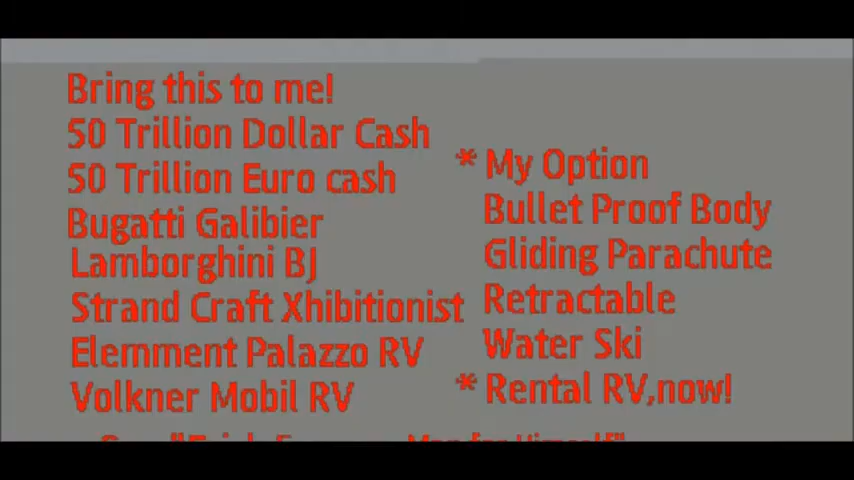 Bring this to me!
50 Trillion Dollar Cash
50 Trillion Euro cash
Bugatti Galibier
Lamborghini BJ
Strand Craft Xhibitionist
Elemment Palazzo RV
Volkner Mobil RV
* My Option
Bullet Proof Body
Gliding Parachute
Retractable
Water Ski
* Rental RV,now!